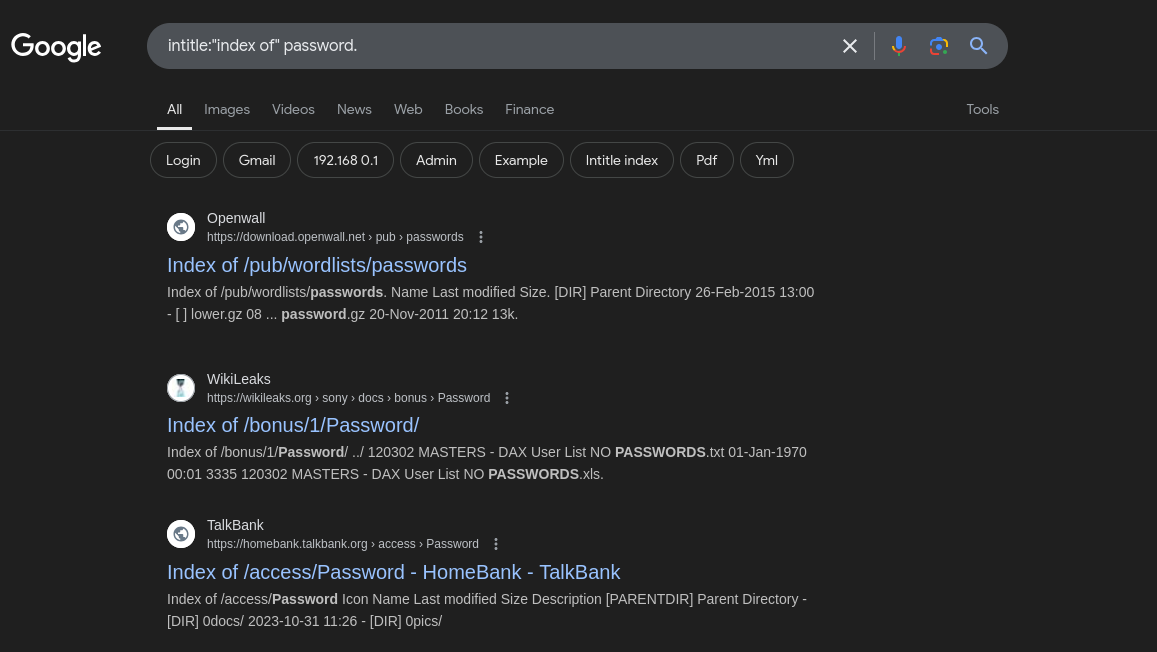 Google
intitle:"index of" password.
All Images Videos News Web Books Finance Tools
Login Gmail 192.168 0.1 Admin Example Intitle index Pdf Yml
Openwall
https://download.openwall.net › pub › passwords
Index of /pub/wordlists/passwords
Index of /pub/wordlists/passwords. Name Last modified Size. [DIR] Parent Directory 26-Feb-2015 13:00
- [ ] lower.gz 08 ... password.gz 20-Nov-2011 20:12 13k.
WikiLeaks
https://wikileaks.org › sony › docs › bonus › Password
Index of /bonus/1/Password/
Index of /bonus/1/Password/ ../ 120302 MASTERS - DAX User List NO PASSWORDS.txt 01-Jan-1970
00:01 3335 120302 MASTERS - DAX User List NO PASSWORDS.xls.
TalkBank
https://homebank.talkbank.org › access › Password
Index of /access/Password - HomeBank - TalkBank
Index of /access/Password Icon Name Last modified Size Description [PARENTDIR] Parent Directory -
[DIR] 0docs/ 2023-10-31 11:26 - [DIR] 0pics/